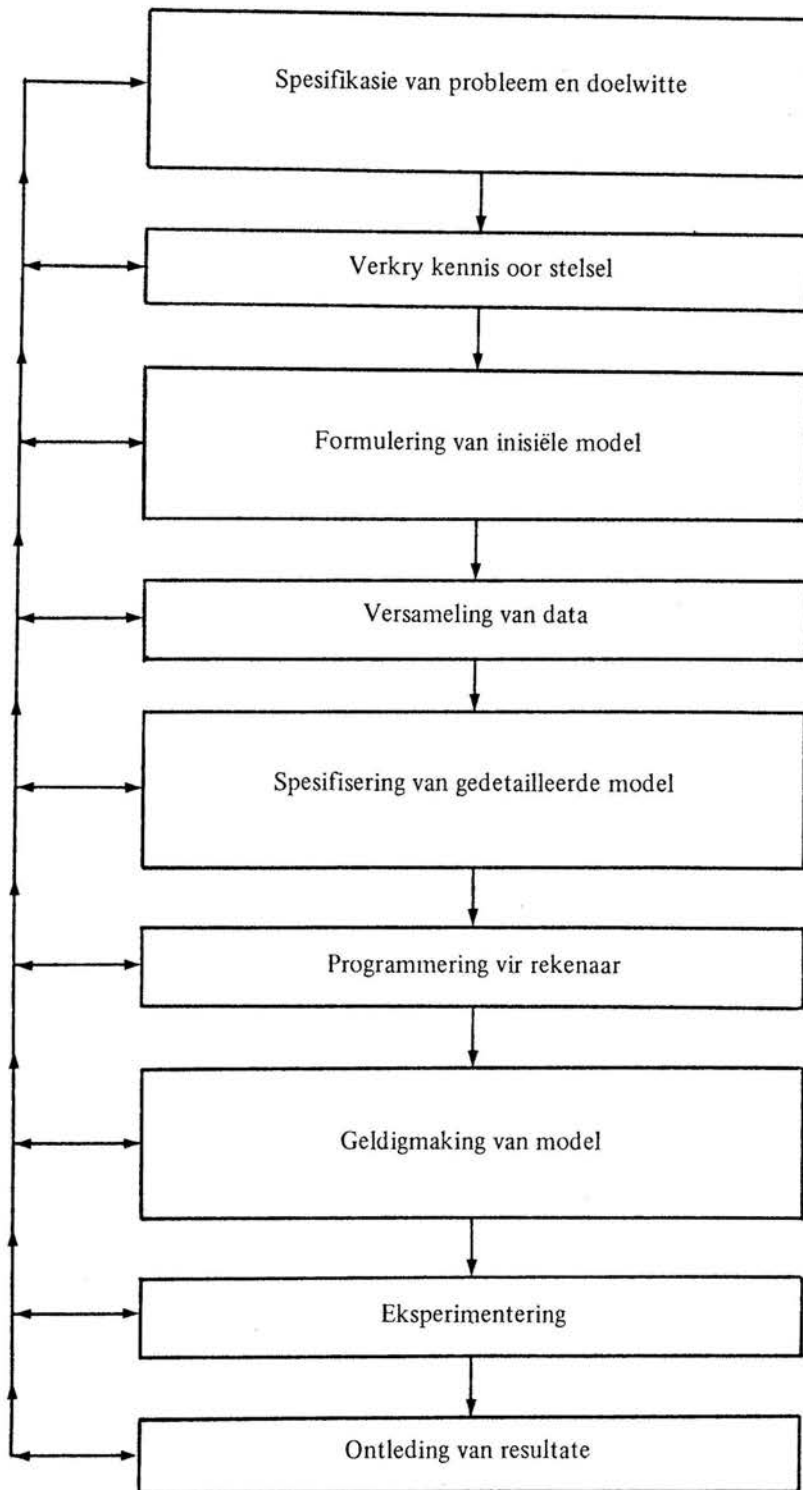 Spesifikasie van probleem en doelwitte
Verkry kennis oor stelsel
Formulering van inisiële model
Versameling van data
Spesifisering van gedetailleerde model
Programmering vir rekenaar
Geldigmaking van model
Eksperimentering
Ontleding van resultate